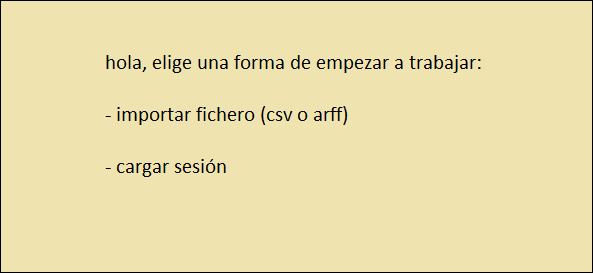 hola, elige una forma de empezar a trabajar:
- importar fichero (csv o arff)
- cargar sesión